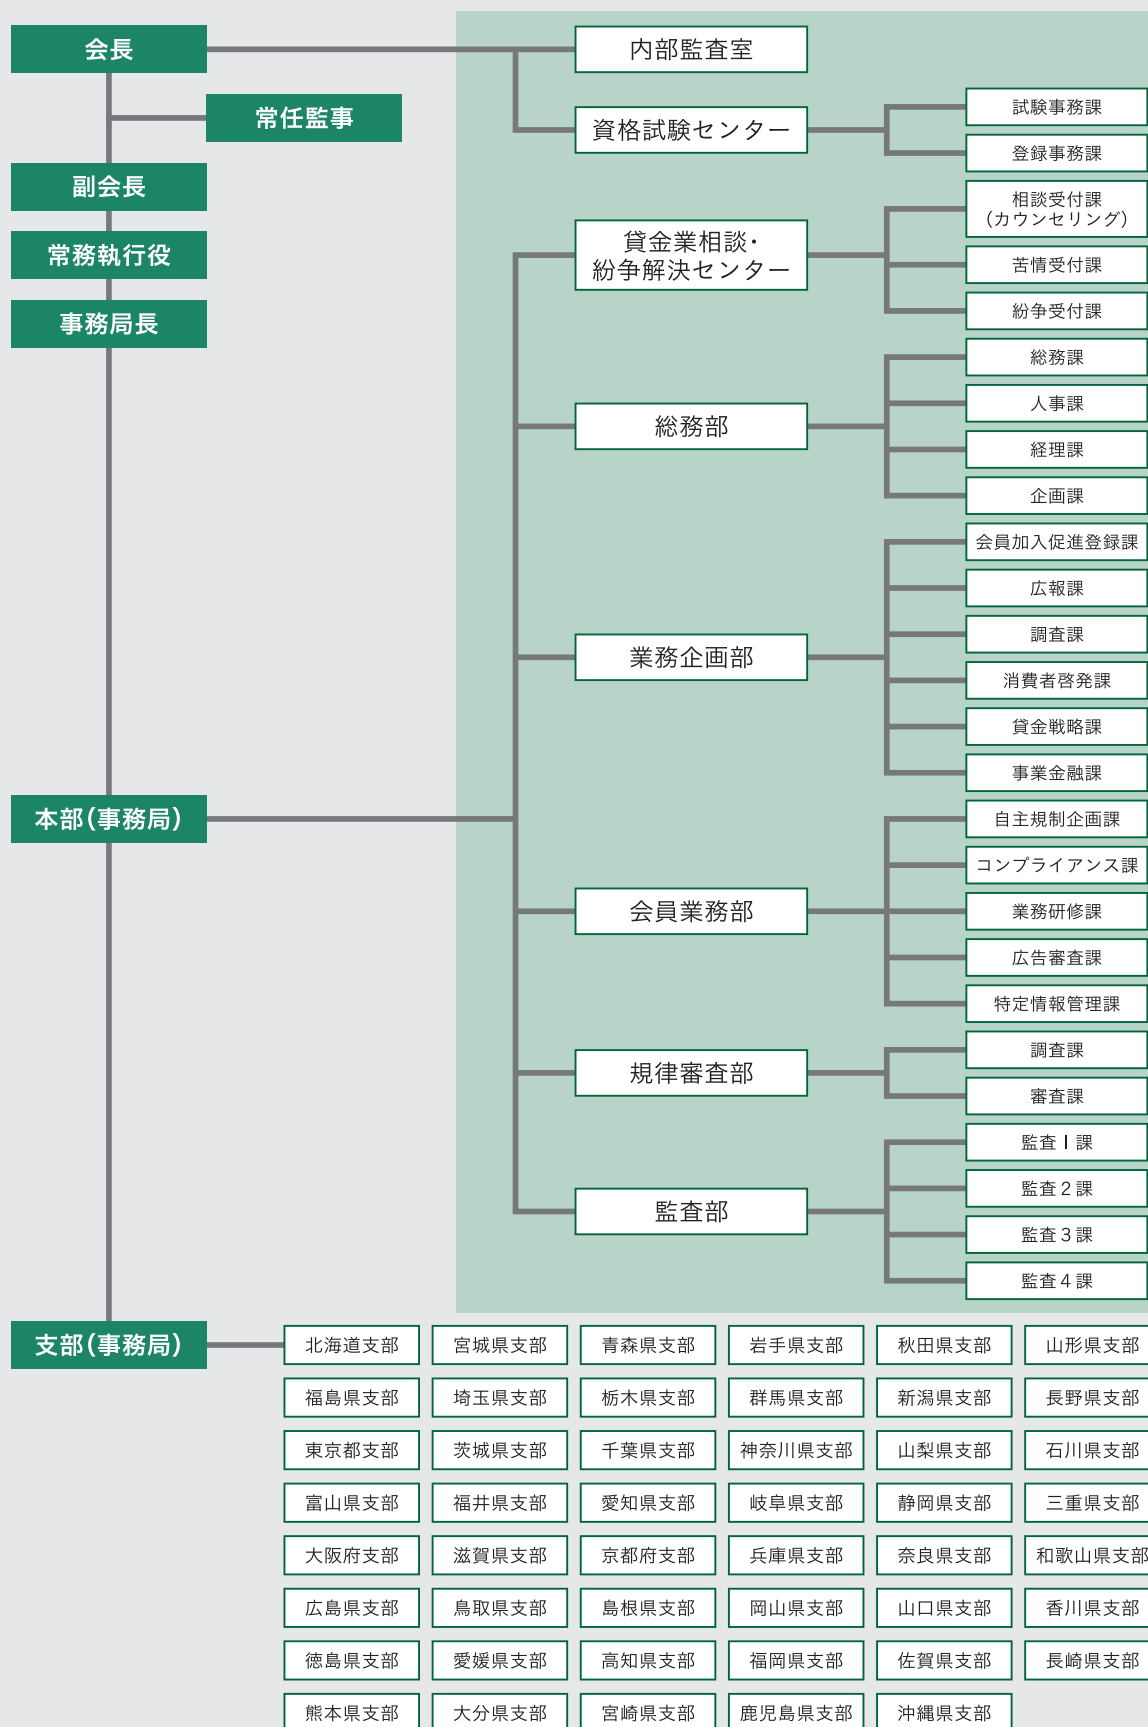 会長
常任監事
副会長
常務執行役
事務局長
本部(事務局)
支部(事務局)
内部監査室
資格試験センター
試験事務課
登録事務課
貸金業相談・
紛争解決センター
相談受付課
(カウンセリング)
苦情受付課
紛争受付課
総務部
総務課
人事課
経理課
企画課
業務企画部
会員加入促進登録課
広報課
調査課
消費者啓発課
貸金戦略課
事業金融課
会員業務部
自主規制企画課
コンプライアンス課
業務研修課
広告審査課
特定情報管理課
規律審査部
調査課
審査課
監査部
監査1課
監査2課
監査3課
監査4課
北海道支部 宮城県支部 青森県支部 岩手県支部 秋田県支部 山形県支部
福島県支部 埼玉県支部 栃木県支部 群馬県支部 新潟県支部 長野県支部
東京都支部 茨城県支部 千葉県支部 神奈川県支部 山梨県支部 石川県支部
富山県支部 福井県支部 愛知県支部 岐阜県支部 静岡県支部 三重県支部
大阪府支部 滋賀県支部 京都府支部 兵庫県支部 奈良県支部 和歌山県支部
広島県支部 鳥取県支部 島根県支部 岡山県支部 山口県支部 香川県支部
徳島県支部 愛媛県支部 高知県支部 福岡県支部 佐賀県支部 長崎県支部
熊本県支部 大分県支部 宮崎県支部 鹿児島県支部 沖縄県支部